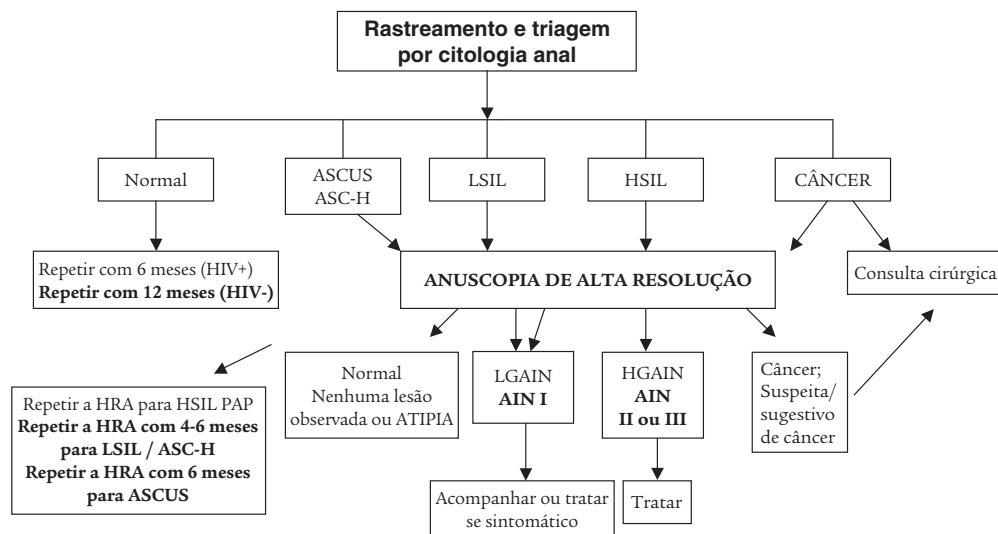 Rastreamento e triagem
por citologia anal
Normal
ASCUS
ASC-H
LSIL
HSIL
CÂNCER
Repetir com 6 meses (HIV+)
Repetir com 12 meses (HIV-)
ANUSCOPIA DE ALTA RESOLUÇÃO
Consulta cirúrgica
Normal
Nenhuma lesão
observada ou ATIPIA
LGAIN
AIN I
HGAIN
AIN
II ou III
Câncer;
Suspeita/
sugestivo
de câncer
Repetir a HRA para HSIL PAP
Repetir a HRA com 4-6 meses
para LSIL / ASC-H
Repetir a HRA com 6 meses
para ASCUS
Acompanhar ou tratar
se sintomático
Tratar